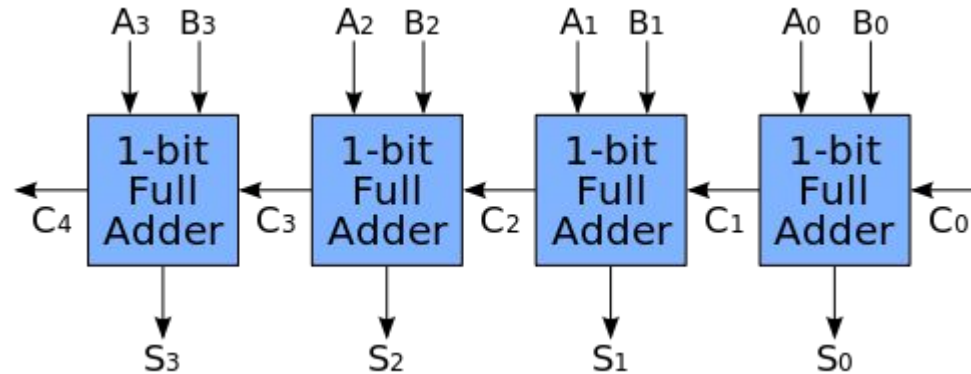 A3 B3 A2 B2 A1 B1 A0 B0
1-bit 1-bit 1-bit 1-bit
Full Full Full Full
Adder Adder Adder Adder
C4 C3 C2 C1 C0
S3 S2 S1 S0